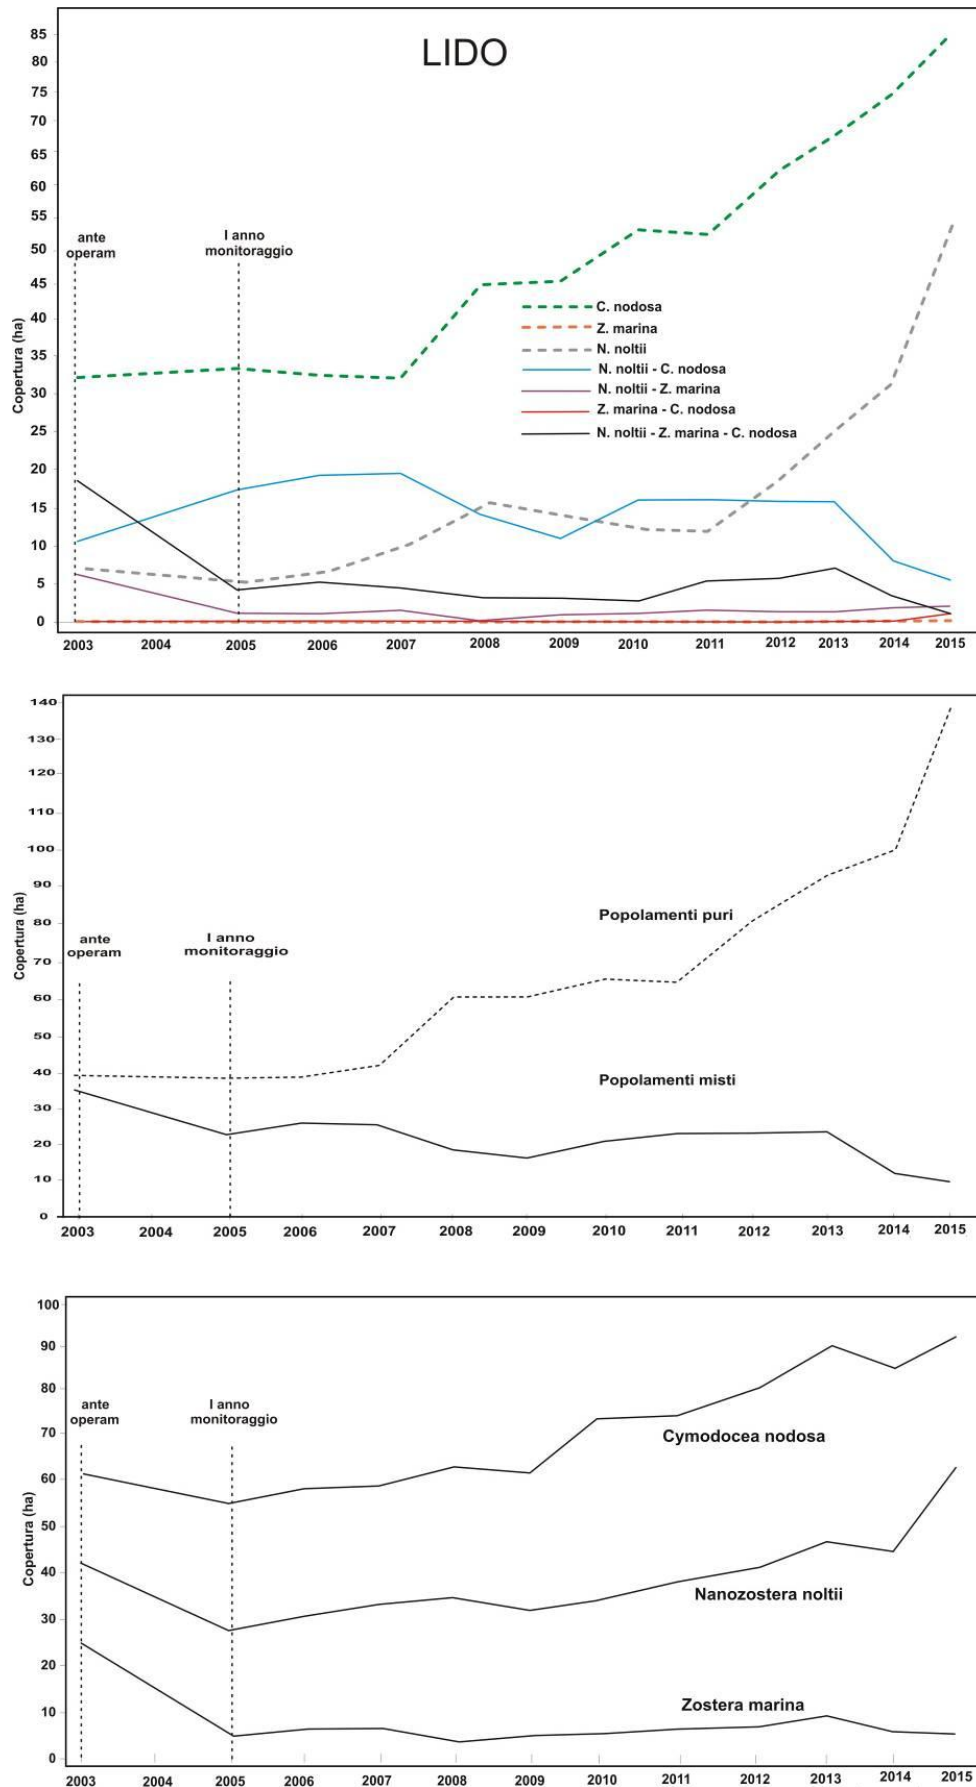 LIDO
85
80
75
70
65
60
55
50
45
40
35
30
25
20
15
10
5
0
Copertura (ha)
ante
operam
I anno
monitoraggio
C. nodosa
Z. marina
N. noltii
N. noltii - C. nodosa
N. noltii - Z. marina
Z. marina - C. nodosa
N. noltii - Z. marina - C. nodosa
2003 2004 2005 2006 2007 2008 2009 2010 2011 2012 2013 2014 2015
140
130
120
110
100
90
80
70
60
50
40
30
20
10
0
Copertura (ha)
ante
operam
I anno
monitoraggio
Popolamenti puri
Popolamenti misti
2003 2004 2005 2006 2007 2008 2009 2010 2011 2012 2013 2014 2015
100
90
80
70
60
50
40
30
20
10
0
Copertura (ha)
ante
operam
I anno
monitoraggio
Cymodocea nodosa
Nanozostera noltii
Zostera marina
2003 2004 2005 2006 2007 2008 2009 2010 2011 2012 2013 2014 2015